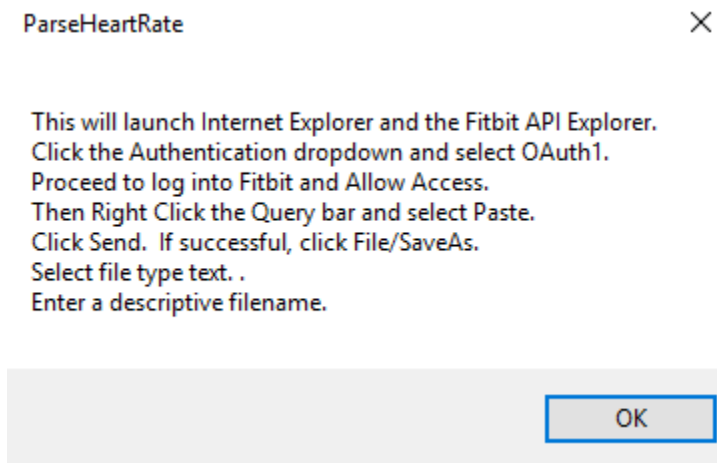 ParseHeartRate
This will launch Internet Explorer and the Fitbit API Explorer.
Click the Authentication dropdown and select OAuth1.
Proceed to log into Fitbit and Allow Access.
Then Right Click the Query bar and select Paste.
Click Send.  If successful, click File/SaveAs.
Select file type text. .
Enter a descriptive filename.
OK